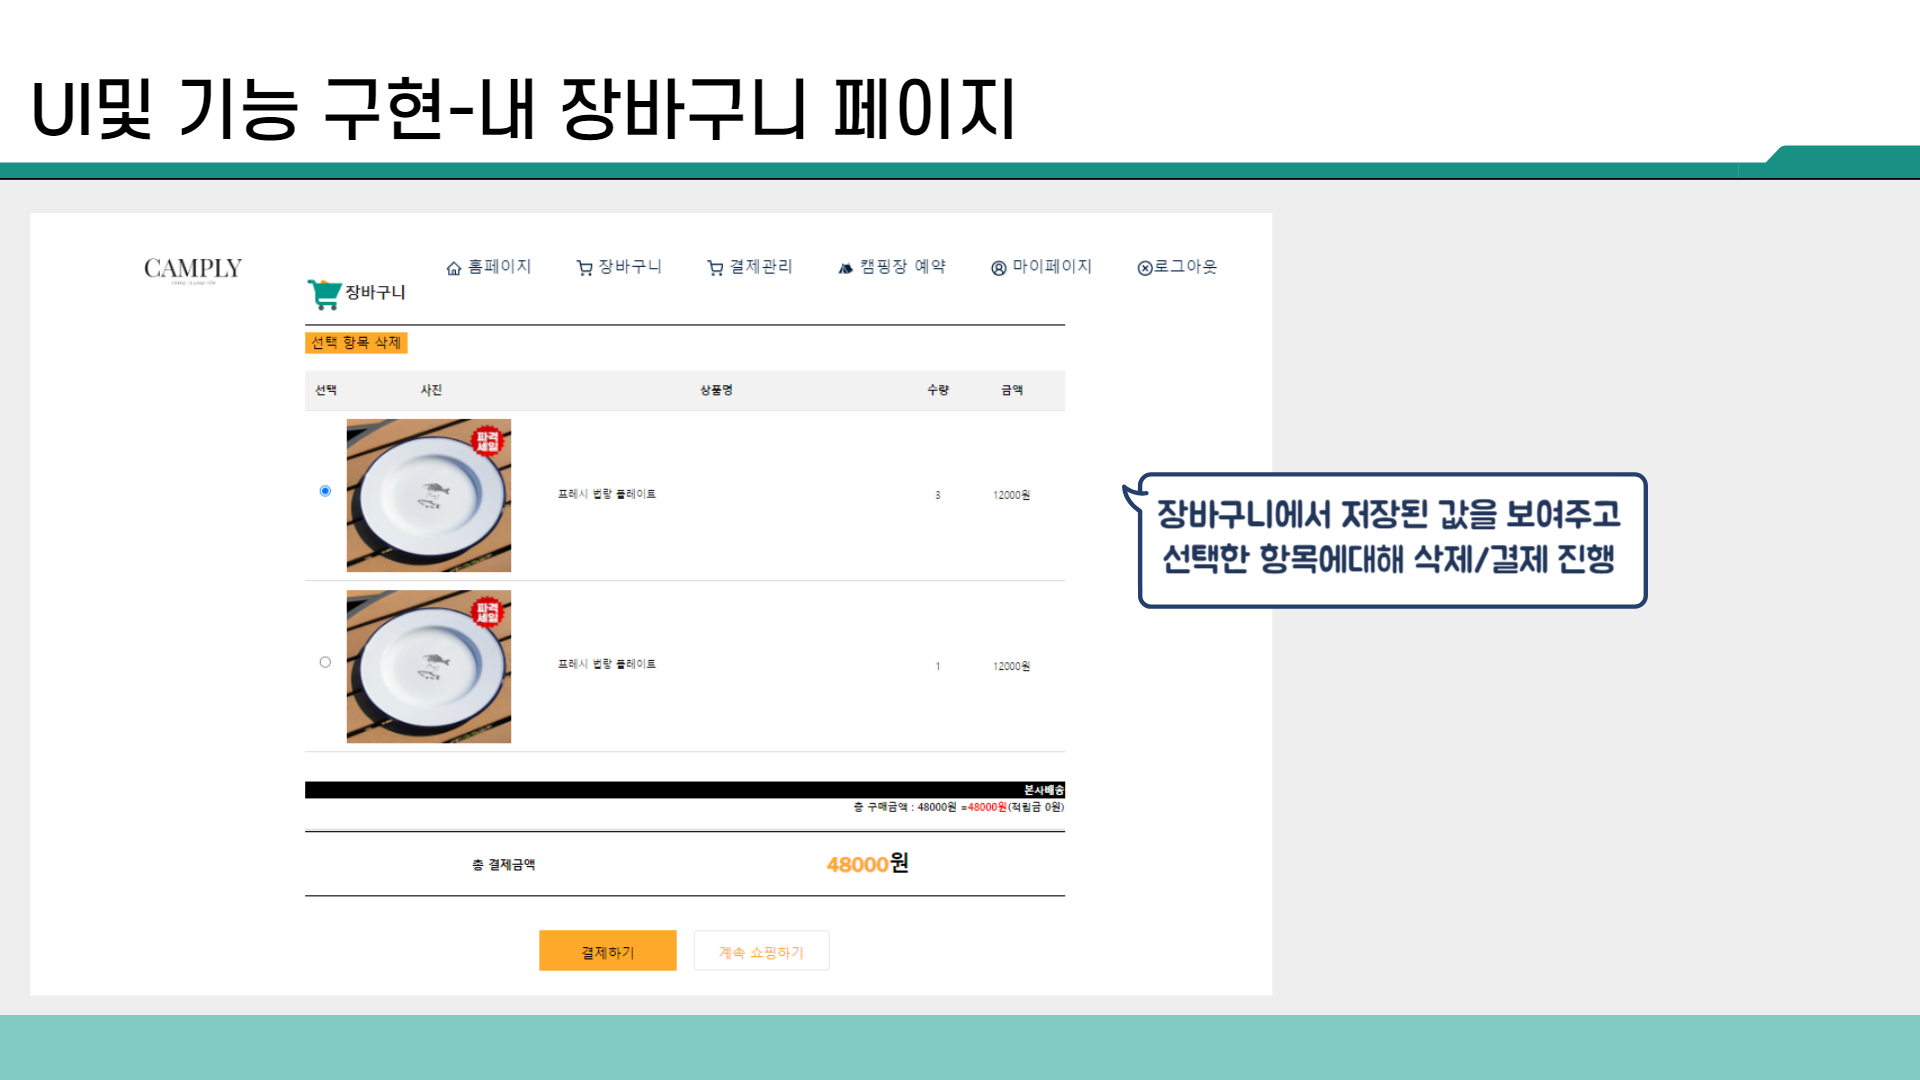 UI및 기능 구현-내 장바구니 페이지
CAMPLY
홈페이지 장바구니 결제관리 캠핑장 예약 마이페이지 로그아웃
장바구니
선택 항목 삭제
선택 사진 상품명 수량 금액
파격
세일
프레시 법랑 플레이트 3 12000원
파격
세일
프레시 법랑 플레이트 1 12000원
장바구니에서 저장된 값을 보여주고
선택한 항목에대해 삭제/결제 진행
본사배송
총 구매금액 : 48000원 =48000원(적립금 0원)
총 결제금액 48000원
결제하기 계속 쇼핑하기